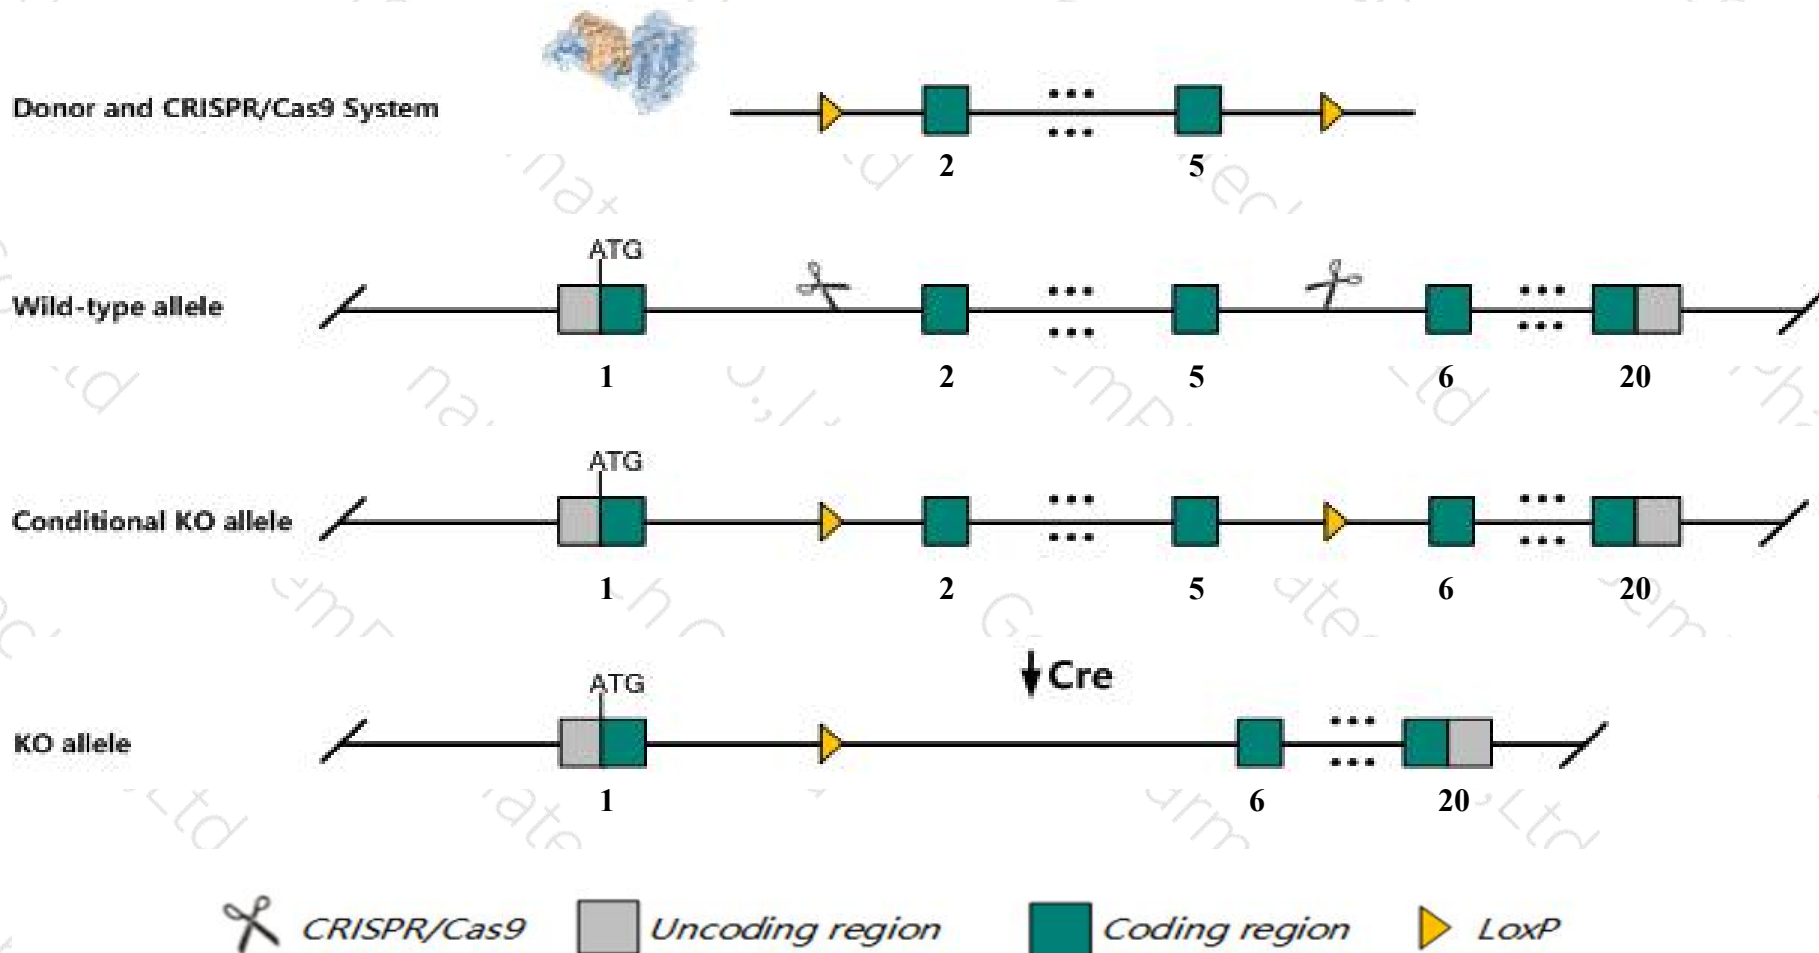 Donor and CRISPR/Cas9 System
2 5
ATG
Wild-type allele
1 2 5 6 20
ATG
Conditional KO allele
1 2 5 6 20
Cre
ATG
KO allele
1 6 20
CRISPR/Cas9 Uncoding region Coding region LoxP